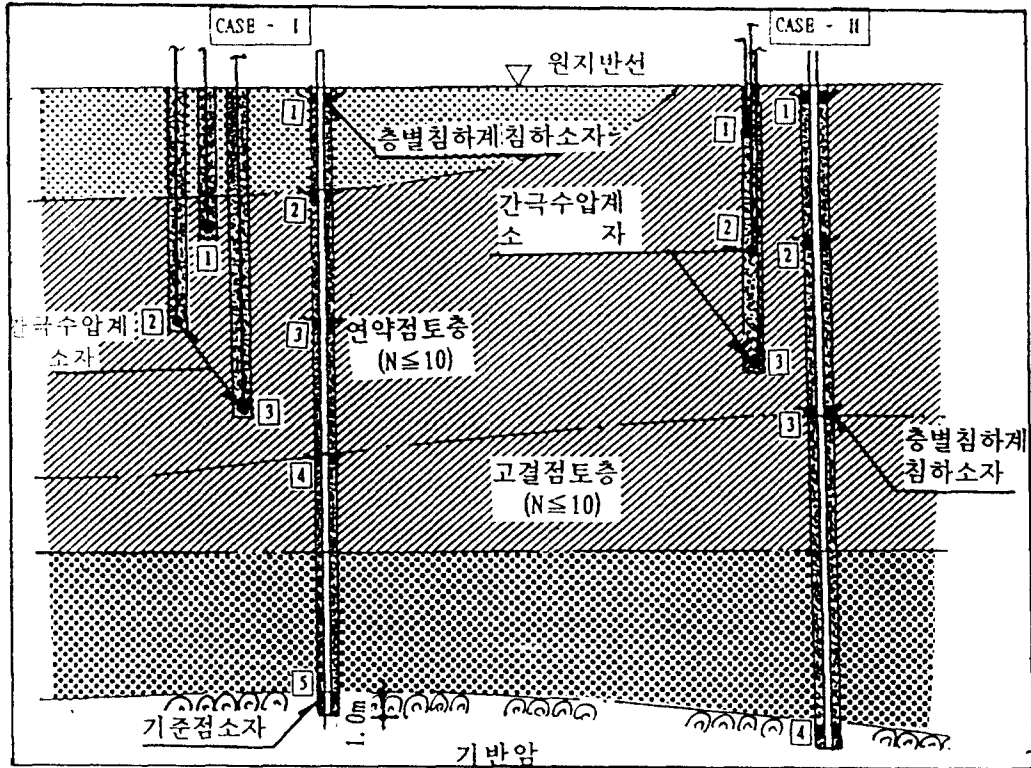 CASE - I
CASE - II
원지반선
1
층별침하계침하소자
1
1
2
간극수압계
소 자
1
2
2
간극수압계
소자
2
3
연약점토층
(N≦10)
3
3
4
3
층별침하계
침하소자
고결점토층
(N≦10)
5
기준점소자
1.0m
4
기반암